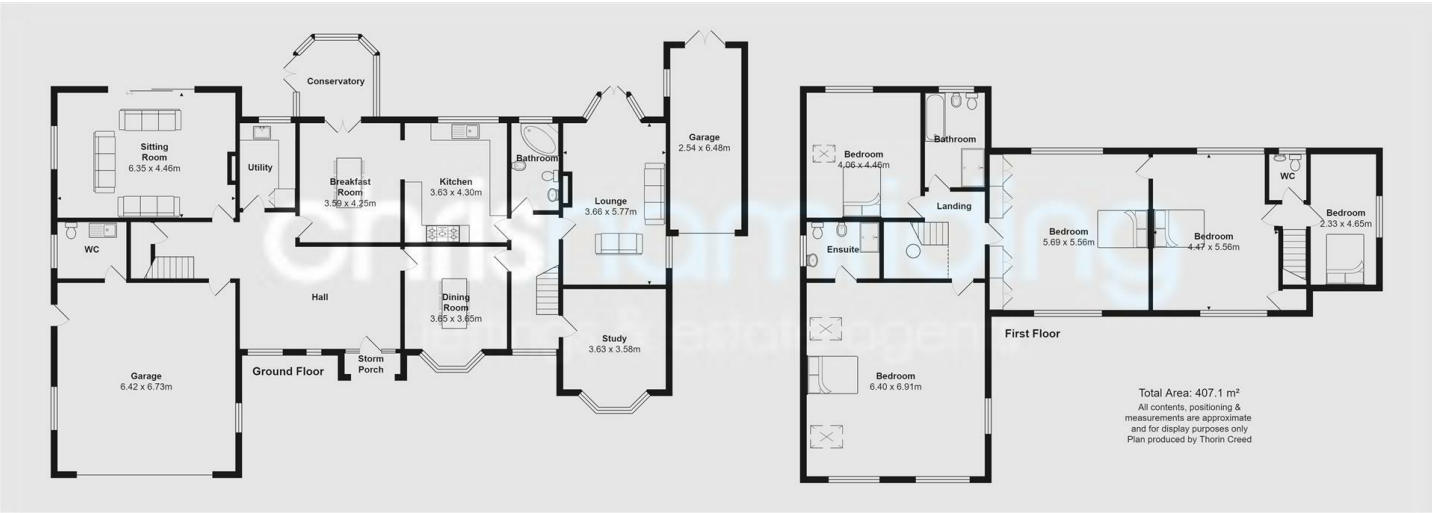 Conservatory
Sitting
Room
6.35 x 4.46m
Utility
Breakfast
Room
3.59 x 4.25m
Kitchen
3.63 x 4.30m
Bathroom
Lounge
3.66 x 5.77m
Garage
2.54 x 6.48m
WC
Hall
Dining
Room
3.65 x 3.65m
Study
3.63 x 3.58m
Garage
6.42 x 6.73m
Storm
Porch
Ground Floor
Bedroom
4.06 x 4.46m
Bathroom
Landing
Ensuite
Bedroom
5.69 x 5.56m
Bedroom
4.47 x 5.56m
WC
Bedroom
2.33 x 4.65m
Bedroom
6.40 x 6.91m
First Floor
Total Area: 407.1 m²
All contents, positioning &
measurements are approximate
and for display purposes only
Plan produced by Thorin Creed